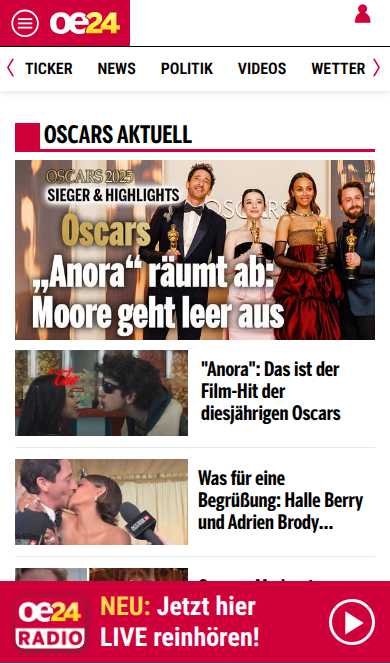 oe24
TICKER NEWS POLITIK VIDEOS WETTER
OSCARS AKTUELL
OSCARS 2025
SIEGER & HIGHLIGHTS
OSCARS
Oscars
„Anora“ räumt ab:
Moore geht leer aus
"Anora": Das ist der
Film-Hit der
diesjährigen Oscars
Was für eine
Begrüßung: Halle Berry
und Adrien Brody...
oe24
RADIO
NEU: Jetzt hier
LIVE reinhören!